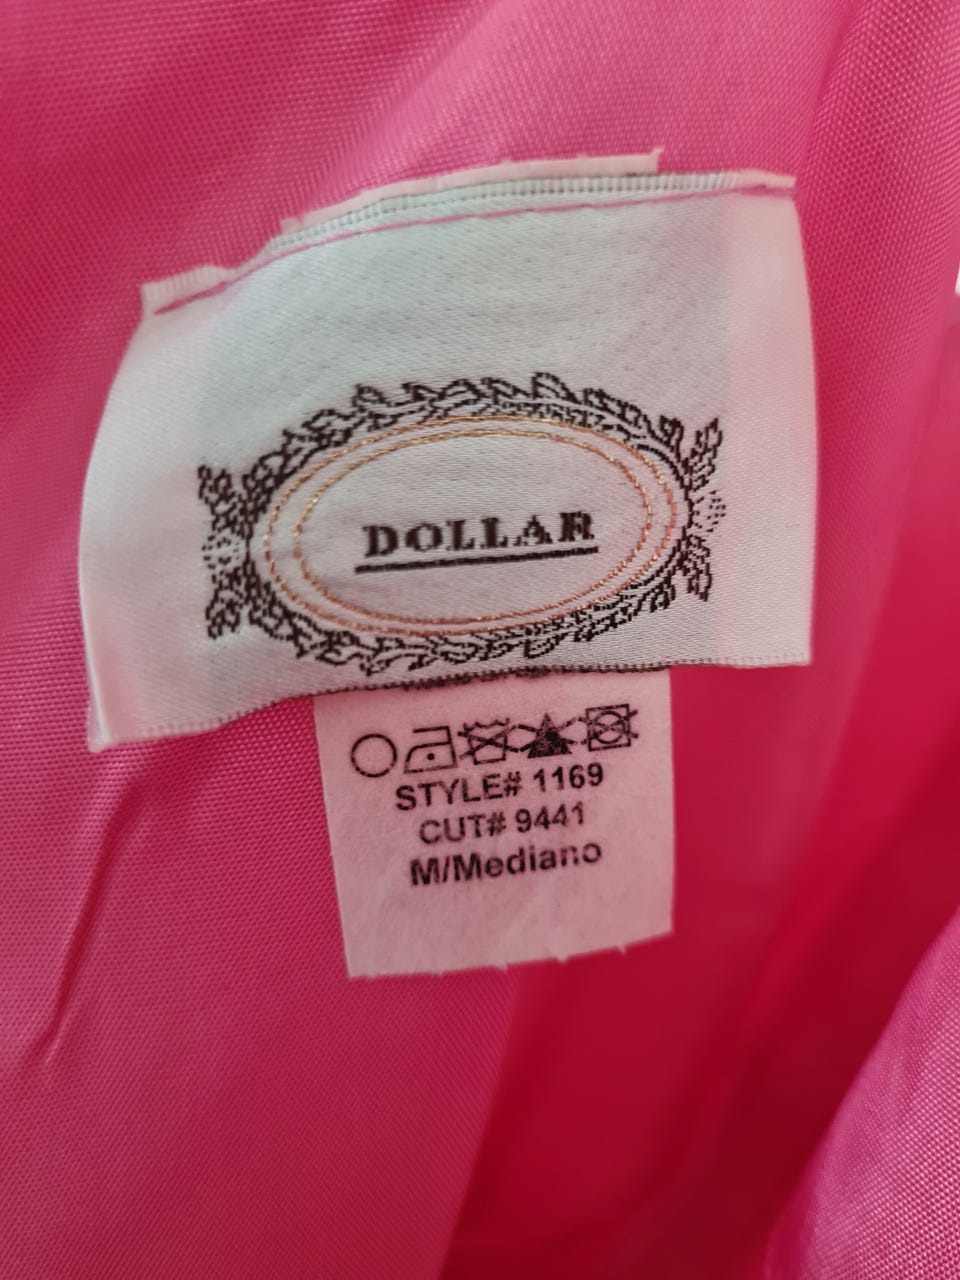 DOLLAR
STYLE# 1169
CUT# 9441
M/Mediano